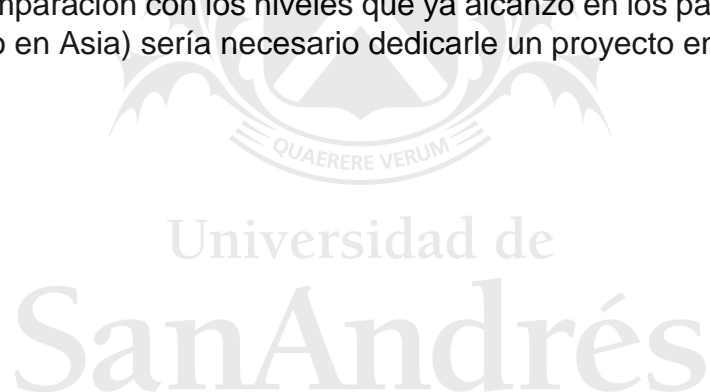 mparación con los niveles que ya alcanzó en los pa
o en Asia) sería necesario dedicarle un proyecto en
QUAERERE VERUM
Universidad de
SanAndrés